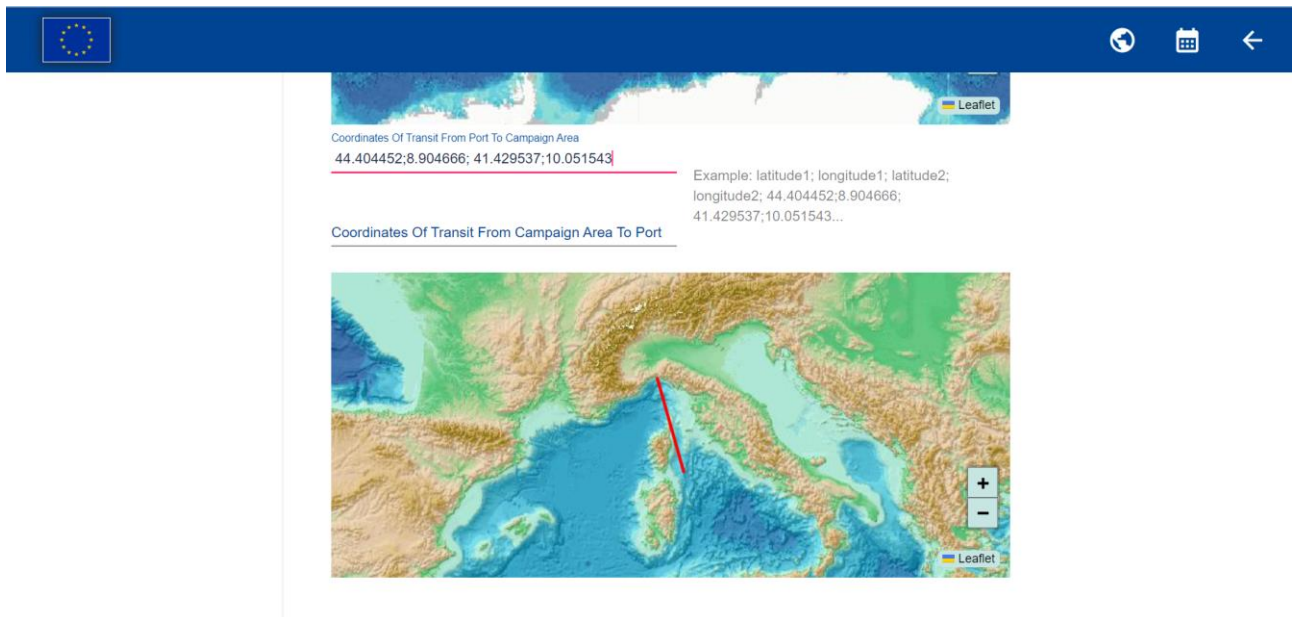 Leaflet
Coordinates Of Transit From Port To Campaign Area
44.404452;8.904666; 41.429537;10.051543
Example: latitude1; longitude1; latitude2;
longitude2; 44.404452;8.904666;
41.429537;10.051543...
Coordinates Of Transit From Campaign Area To Port
+
−
Leaflet